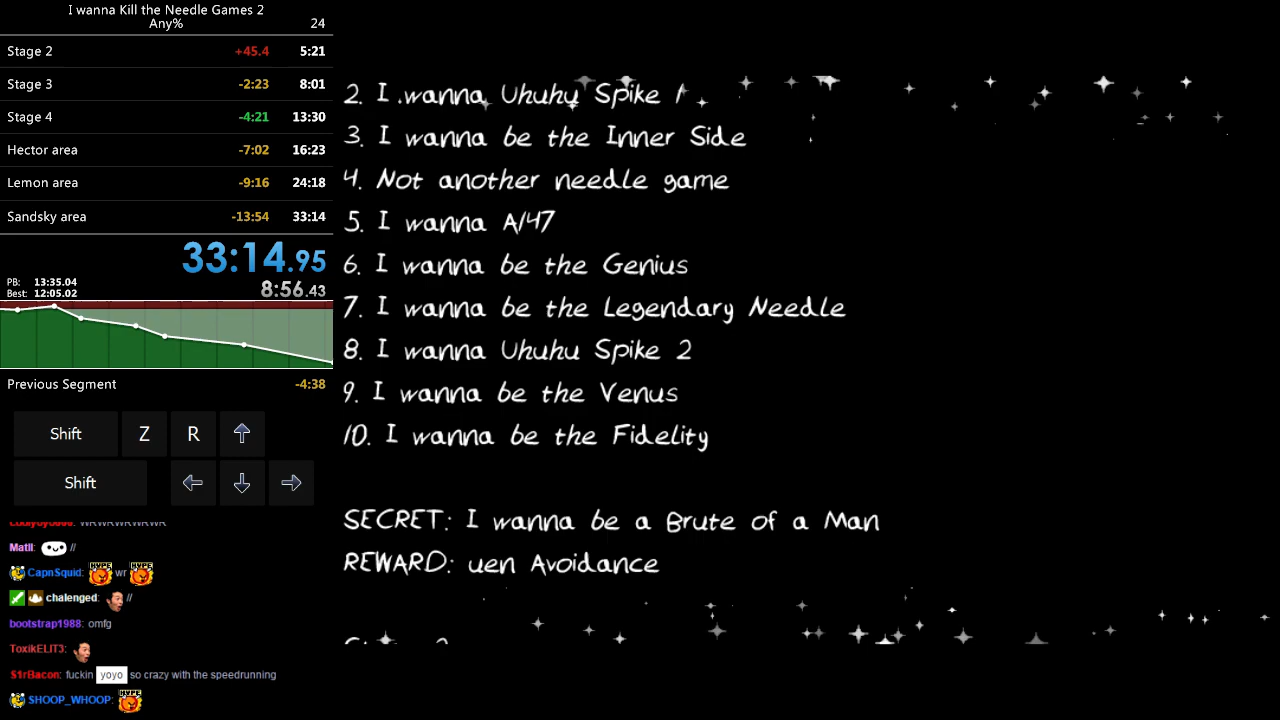 I wanna Kill the Needle Games 2
Any%
24
Stage 2 +45.4 5:21
Stage 3 -2:23 8:01
Stage 4 -4:21 13:30
Hector area -7:02 16:23
Lemon area -9:16 24:18
Sandsky area -13:54 33:14
33:14.95
PB: 13:35.04
Best: 12:05.02
8:56.43
Previous Segment -4:38
Shift Z R
Shift
WRWRWRWRWR
Matll: //
CapnSquid: wr
chalenged: //
bootstrap1988: omfg
ToxikELIT3:
S1rBacon: fuckin yoyo so crazy with the speedrunning
SHOOP_WHOOP:
2. I wanna Uhuhu Spike 1
3. I wanna be the Inner Side
4. Not another needle game
5. I wanna A/47
6. I wanna be the Genius
7. I wanna be the Legendary Needle
8. I wanna Uhuhu Spike 2
9. I wanna be the Venus
10. I wanna be the Fidelity
SECRET: I wanna be a Brute of a Man
REWARD: uen Avoidance